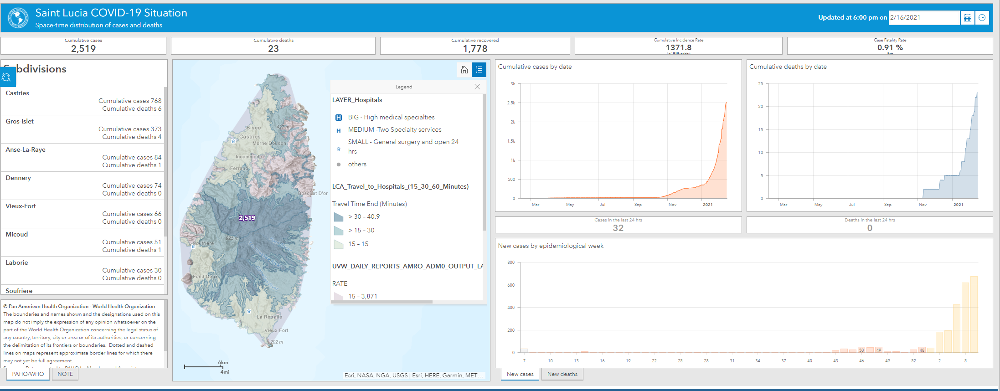 Saint Lucia COVID-19 Situation
Space-time distribution of cases and deaths
Updated at 6:00 pm on 2/16/2021
Cumulative cases
2,519
Cumulative deaths
23
Cumulative recovered
1,778
Cumulative Incidence Rate
1371.8
(per 100,000 population)
Case Fatality Rate
0.91 %
bdivisions
Castries
Cumulative cases 768
Cumulative deaths 6
Gros-Islet
Cumulative cases 373
Cumulative deaths 4
Anse-La-Raye
Cumulative cases 84
Cumulative deaths 1
Dennery
Cumulative cases 74
Cumulative deaths 0
Vieux-Fort
Cumulative cases 66
Cumulative deaths 0
Micoud
Cumulative cases 51
Cumulative deaths 1
Laborie
Cumulative cases 30
Cumulative deaths 0
Soufriere
© Pan American Health Organization - World Health Organization
The boundaries and names shown and the designations used on this
map do not imply the expression of any opinion whatsoever on the
part of the World Health Organization concerning the legal status of
any country, territory, city or area or of its authorities, or concerning
the delimitation of its frontiers or boundaries. Dotted and dashed
lines on maps represent approximate border lines for which there
may not yet be full agreement.
PAHO/WHO
NOTE
Bisee
427 m
Castries
Morne Doudon
Incommode
Ferrand
Bosquet D'or
2,519
925 m
Soufriere
Fond Doux
La Retraite
Vieux Fort
202 m
6km
4mi
Esri, NASA, NGA, USGS | Esri, HERE, Garmin, MET...
Legend
LAYER_Hospitals
H BIG - High medical specialties
H MEDIUM -Two Specialty services
SMALL - General surgery and open 24
hrs
others
LCA_Travel_to_Hospitals_(15_30_60_Minutes)
Travel Time End (Minutes)
> 30 – 40.9
> 15 – 30
15 – 15
UVW_DAILY_REPORTS_AMRO_ADM0_OUTPUT_LA
RATE
15 – 3,871
Cumulative cases by date
3k
2.5k
2k
1.5k
1k
500
0
Mar May Jul Sep Nov 2021
Cumulative deaths by date
25
20
15
10
5
0
Mar May Jul Sep Nov 2021
Cases in the last 24 hrs
32
Deaths in the last 24 hrs
0
New cases by epidemiological week
800
600
400
200
0
50 49 48
7 10 13 16 19 22 25 28 31 34 37 40 43 46 49 52 2 5
New cases
New deaths